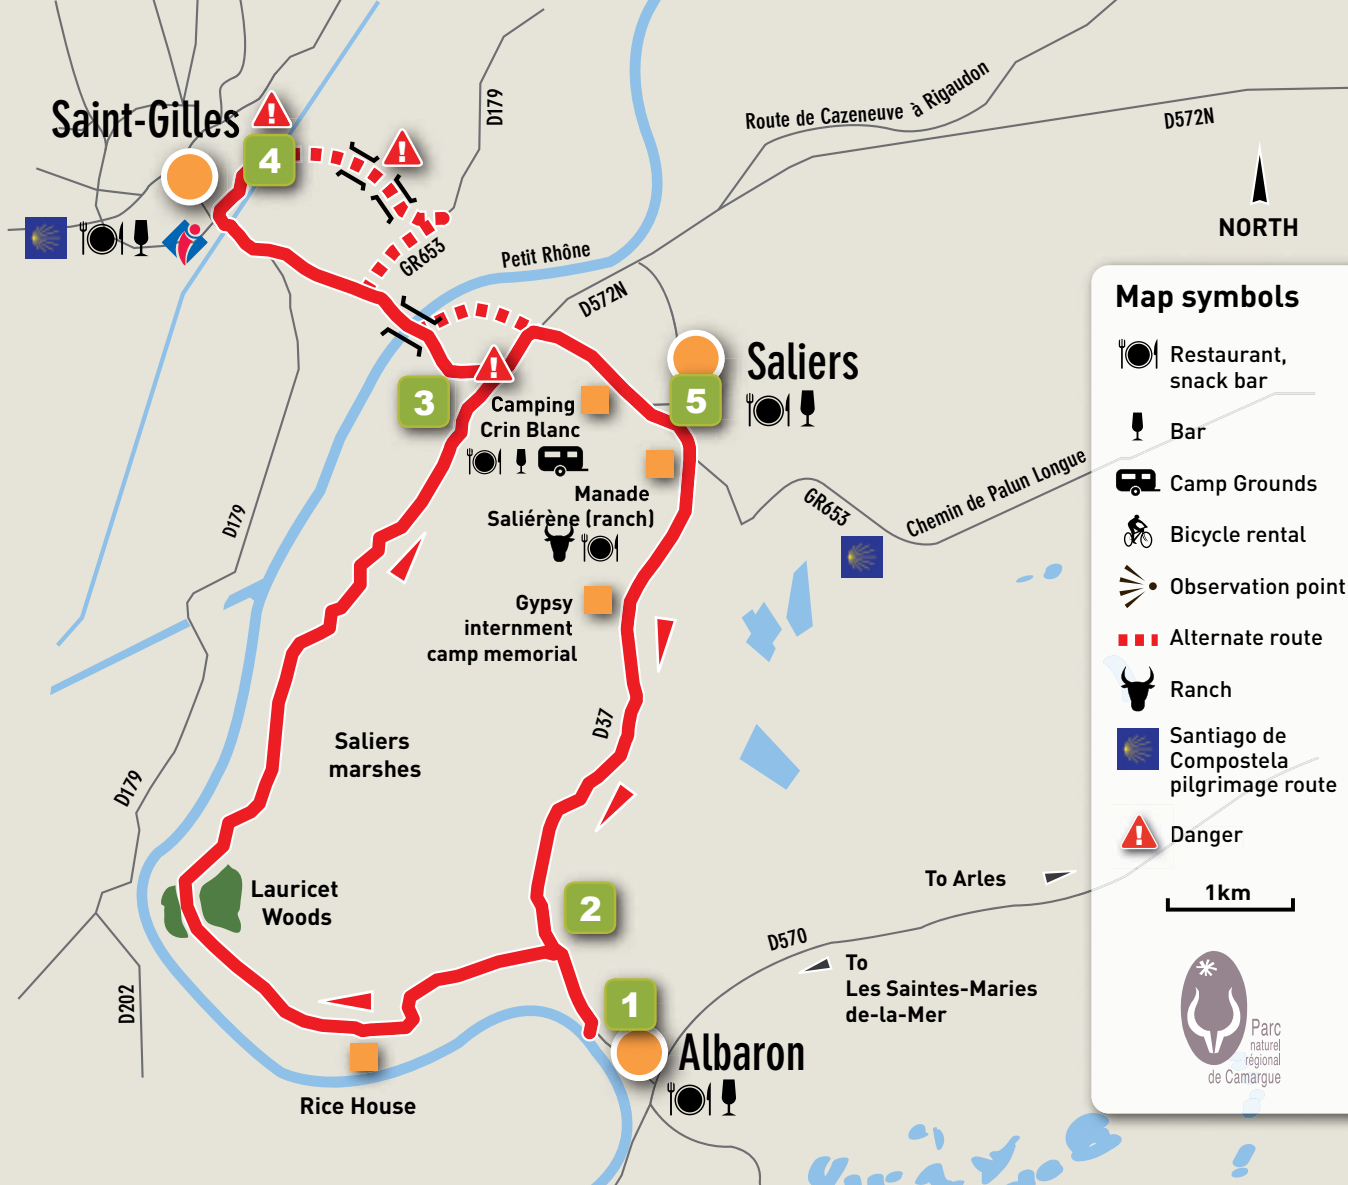 Saint-Gilles
4
D179
Route de Cazeneuve à Rigaudon
D572N
NORTH
GR653
Petit Rhône
D572N
Saliers
5
3
Camping
Crin Blanc
Manade
Saliérène (ranch)
GR653
Chemin de Palun Longue
D179
Gypsy
internment
camp memorial
D37
Saliers
marshes
D179
Lauricet
Woods
2
To Arles
D570
To
Les Saintes-Maries
de-la-Mer
D202
1
Albaron
Rice House
Map symbols
Restaurant,
snack bar
Bar
Camp Grounds
Bicycle rental
Observation point
Alternate route
Ranch
Santiago de
Compostela
pilgrimage route
Danger
1km
Parc
naturel
régional
de Camargue